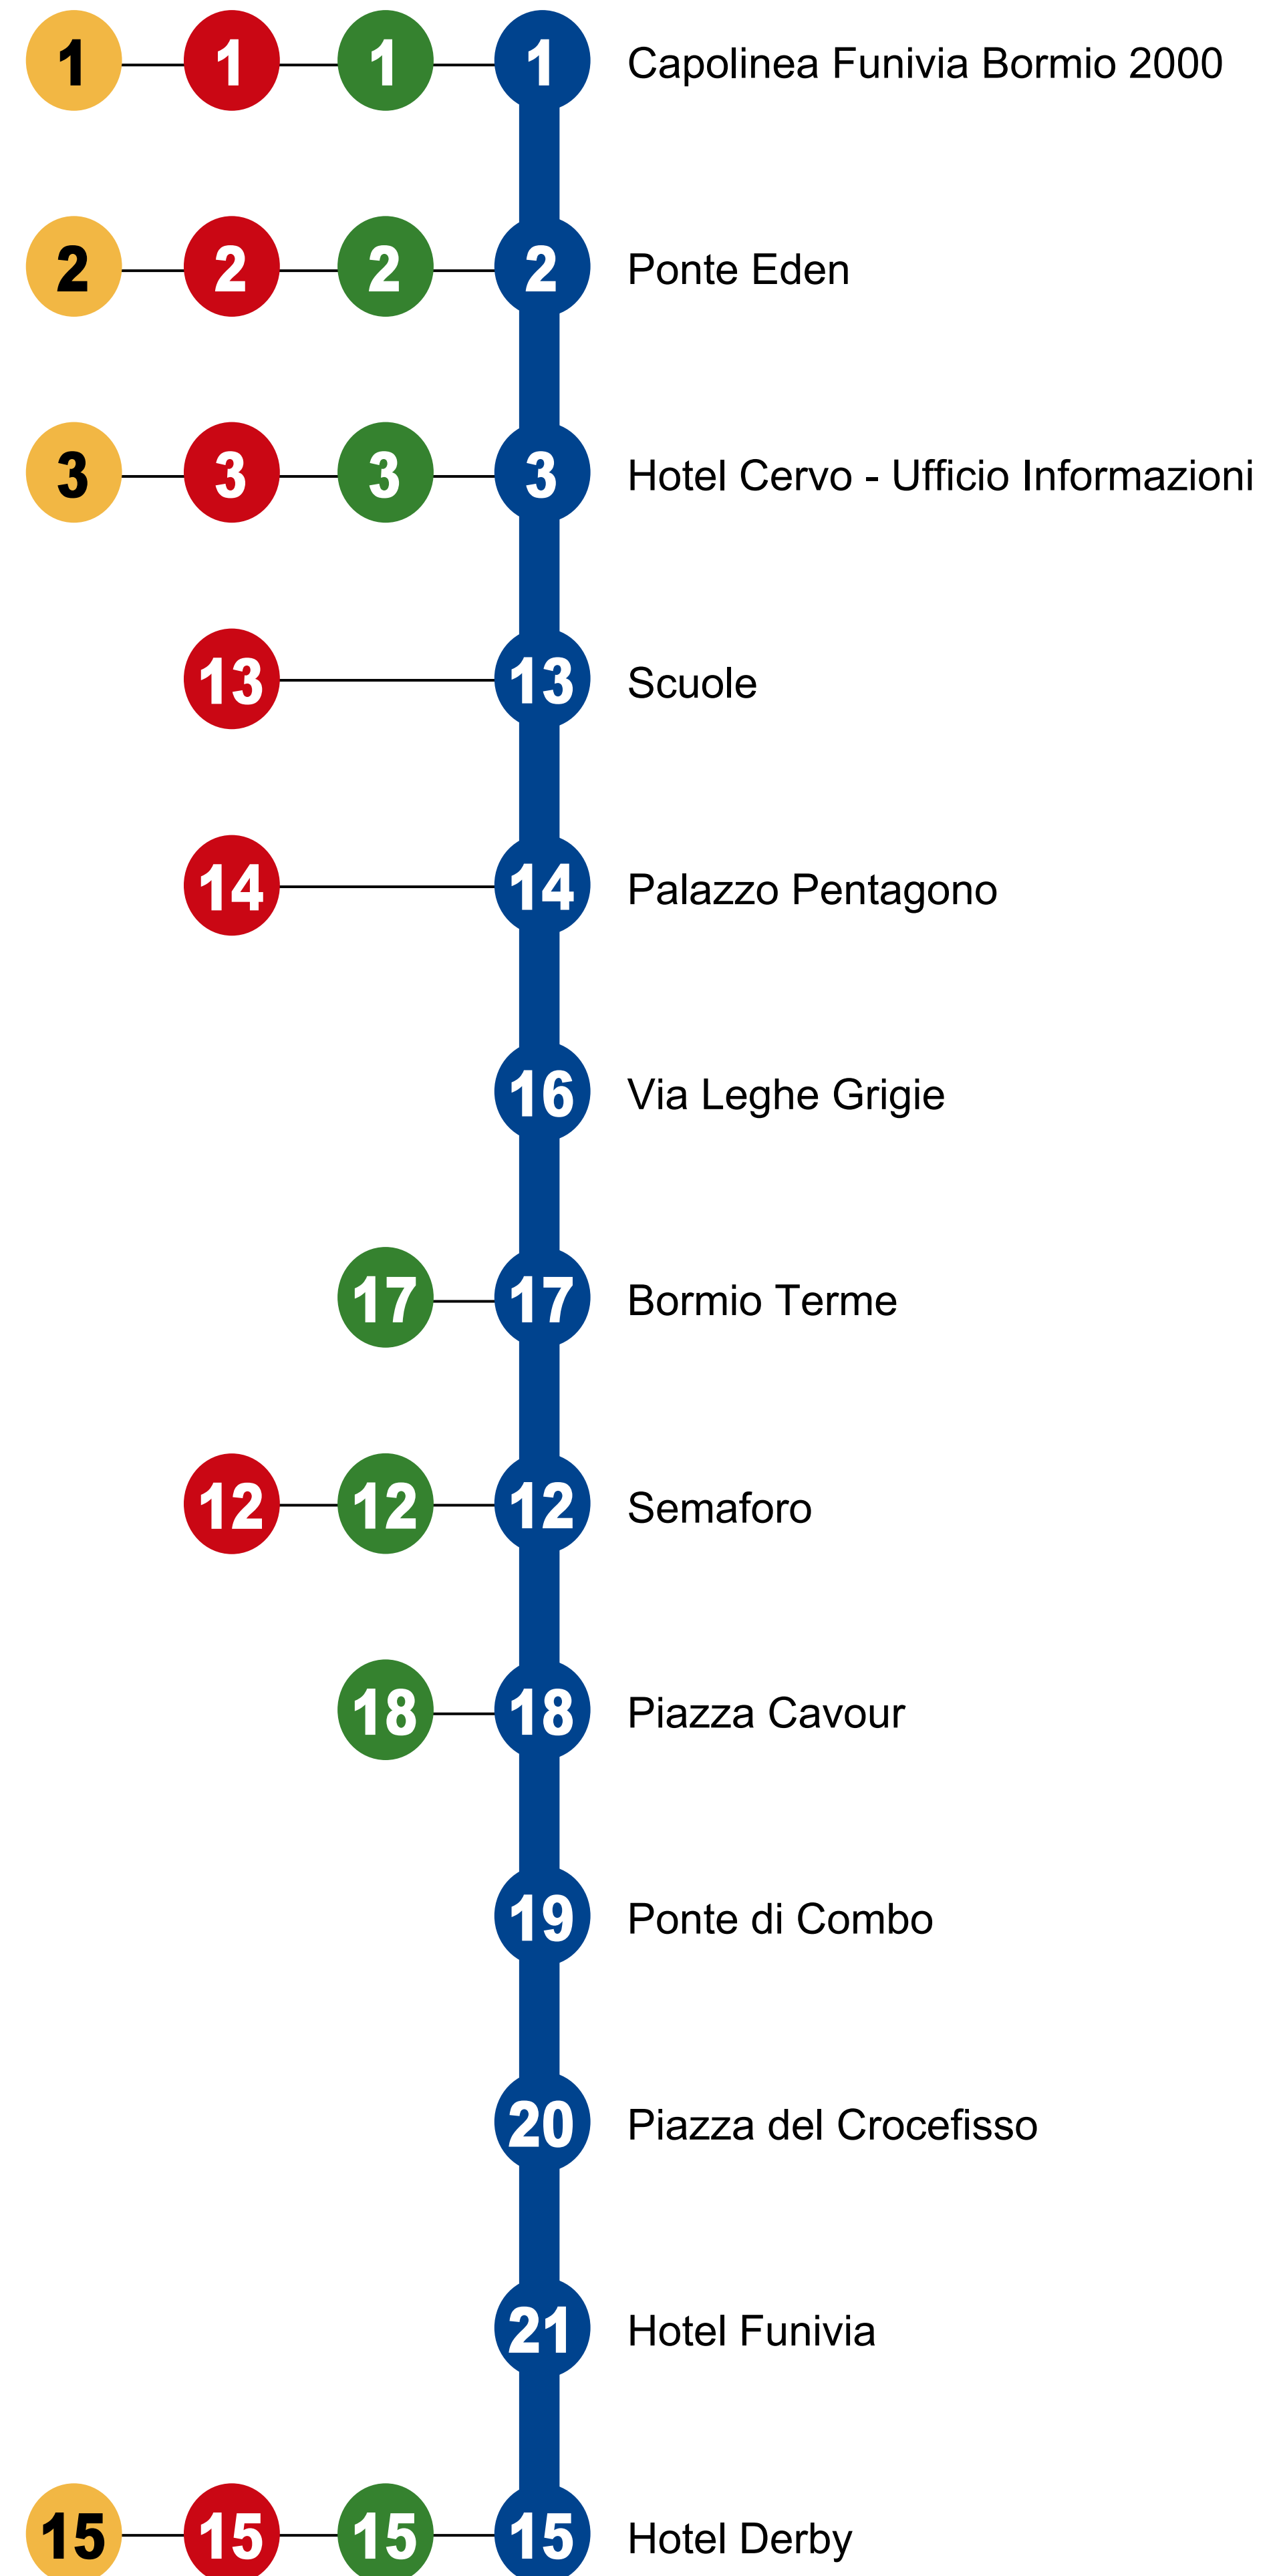 1 1 1 1 Capolinea Funivia Bormio 2000
2 2 2 2 Ponte Eden
3 3 3 3 Hotel Cervo - Ufficio Informazioni
13 13 Scuole
14 14 Palazzo Pentagono
16 Via Leghe Grigie
17 17 Bormio Terme
12 12 12 Semaforo
18 18 Piazza Cavour
19 Ponte di Combo
20 Piazza del Crocefisso
21 Hotel Funivia
15 15 15 15 Hotel Derby